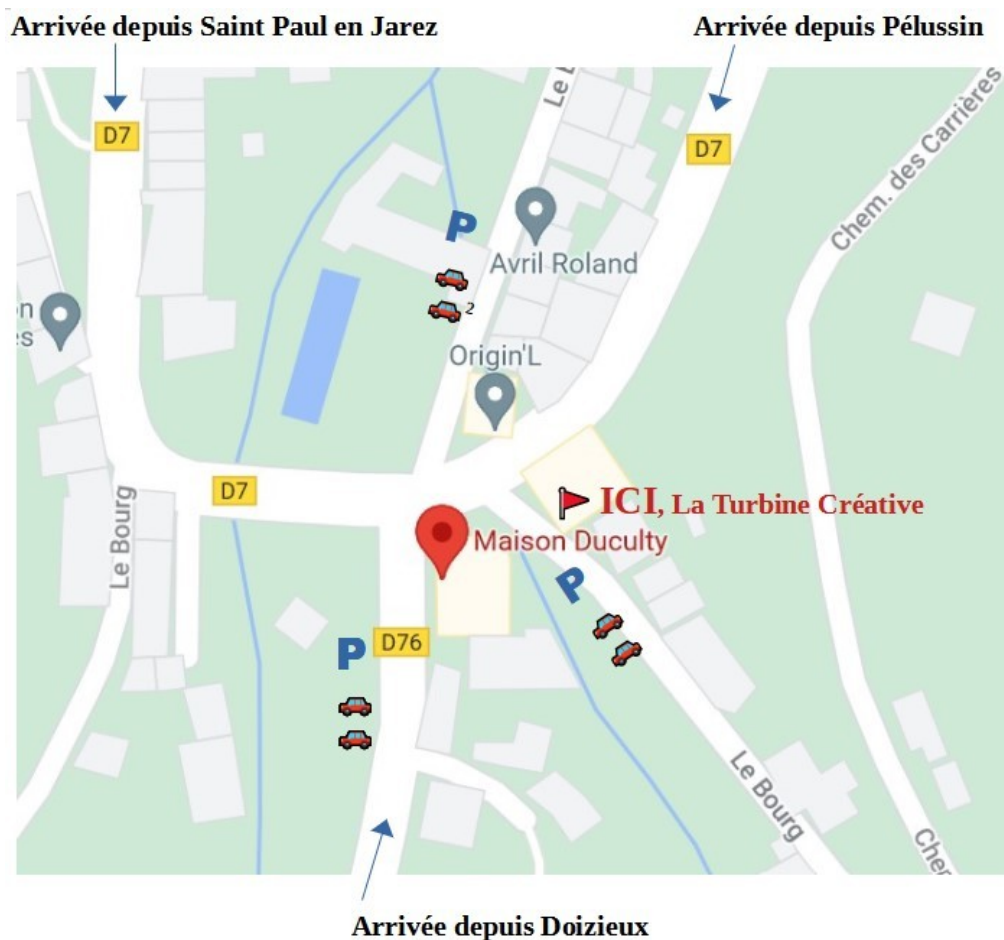 Arrivée depuis Saint Paul en Jarez
Arrivée depuis Pélussin
D7
D7
Chem. des Carrières
P
Avril Roland
2
Origin'L
D7
ICI, La Turbine Créative
Maison Duculty
Le Bourg
P
P
D76
Le Bourg
Arrivée depuis Doizieux